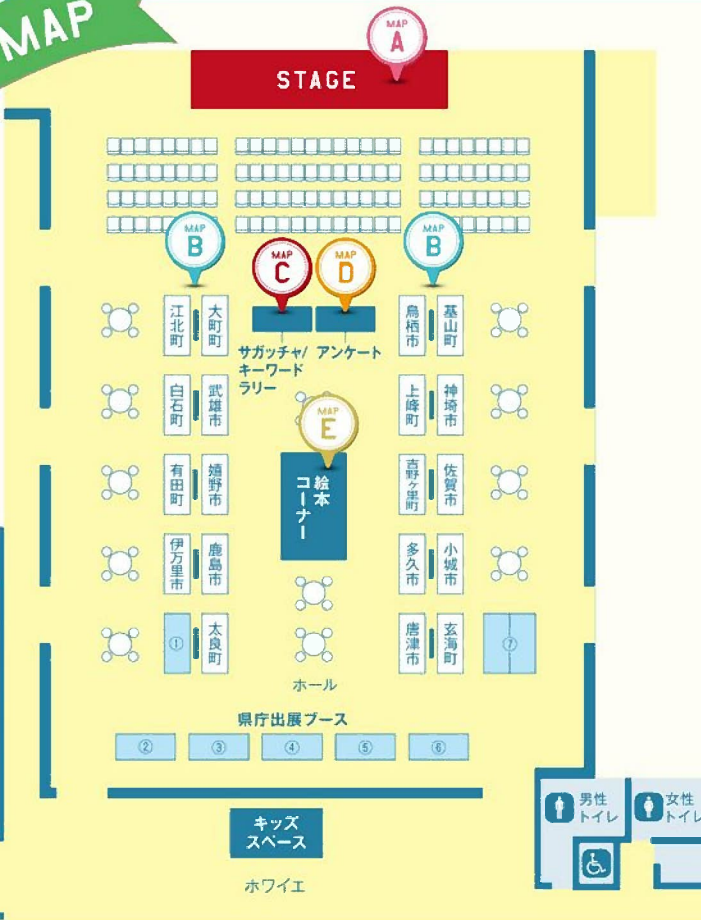 MAP
MAP
A
STAGE
MAP
B
MAP
C
MAP
D
MAP
B
江北町
大町町
鳥栖市
基山町
サガッチャ/
キーワード
ラリー
アンケート
白石町
武雄市
上峰町
神埼市
MAP
E
絵本
コーナー
有田町
嬉野市
吉野ヶ里町
佐賀市
伊万里市
鹿島市
多久市
小城市
①
太良町
唐津市
玄海町
⑦
ホール
県庁出展ブース
②
③
④
⑤
⑥
キッズ
スペース
ホワイエ
男性
トイレ
女性
トイレ